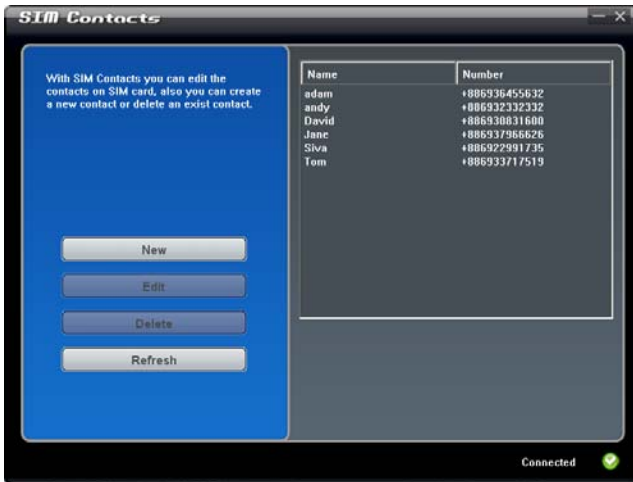 SIM Contacts
With SIM Contacts you can edit the
contacts on SIM card, also you can create
a new contact or delete an exist contact.
New
Edit
Delete
Refresh
Name Number
adam +886936455632
andy +886932332332
David +886930831600
Jane +886937966626
Siva +886922991735
Tom +886933717519
Connected